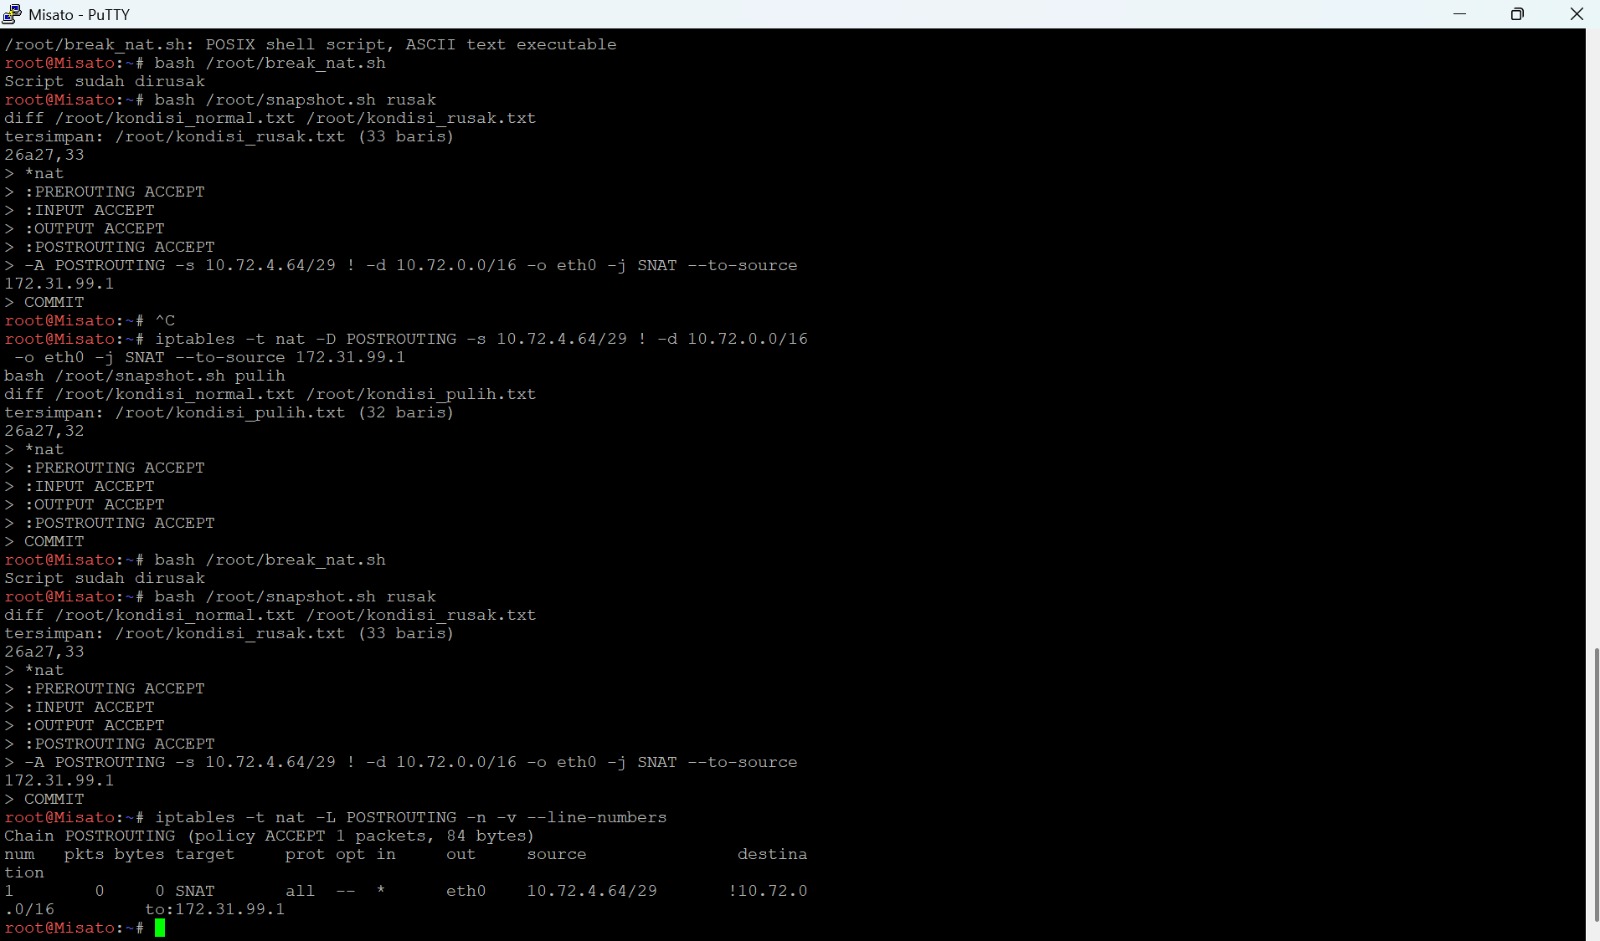 Misato - PuTTY
/root/break_nat.sh: POSIX shell script, ASCII text executable
root@Misato:~# bash /root/break_nat.sh
Script sudah dirusak
root@Misato:~# bash /root/snapshot.sh rusak
diff /root/kondisi_normal.txt /root/kondisi_rusak.txt
tersimpan: /root/kondisi_rusak.txt (33 baris)
26a27,33
> *nat
> :PREROUTING ACCEPT
> :INPUT ACCEPT
> :OUTPUT ACCEPT
> :POSTROUTING ACCEPT
> -A POSTROUTING -s 10.72.4.64/29 ! -d 10.72.0.0/16 -o eth0 -j SNAT --to-source
172.31.99.1
> COMMIT
root@Misato:~# ^C
root@Misato:~# iptables -t nat -D POSTROUTING -s 10.72.4.64/29 ! -d 10.72.0.0/16
 -o eth0 -j SNAT --to-source 172.31.99.1
bash /root/snapshot.sh pulih
diff /root/kondisi_normal.txt /root/kondisi_pulih.txt
tersimpan: /root/kondisi_pulih.txt (32 baris)
26a27,32
> *nat
> :PREROUTING ACCEPT
> :INPUT ACCEPT
> :OUTPUT ACCEPT
> :POSTROUTING ACCEPT
> COMMIT
root@Misato:~# bash /root/break_nat.sh
Script sudah dirusak
root@Misato:~# bash /root/snapshot.sh rusak
diff /root/kondisi_normal.txt /root/kondisi_rusak.txt
tersimpan: /root/kondisi_rusak.txt (33 baris)
26a27,33
> *nat
> :PREROUTING ACCEPT
> :INPUT ACCEPT
> :OUTPUT ACCEPT
> :POSTROUTING ACCEPT
> -A POSTROUTING -s 10.72.4.64/29 ! -d 10.72.0.0/16 -o eth0 -j SNAT --to-source
172.31.99.1
> COMMIT
root@Misato:~# iptables -t nat -L POSTROUTING -n -v --line-numbers
Chain POSTROUTING (policy ACCEPT 1 packets, 84 bytes)
num   pkts bytes target     prot opt in     out     source               destina
tion
1        0     0 SNAT       all  --  *      eth0    10.72.4.64/29       !10.72.0
.0/16         to:172.31.99.1
root@Misato:~#